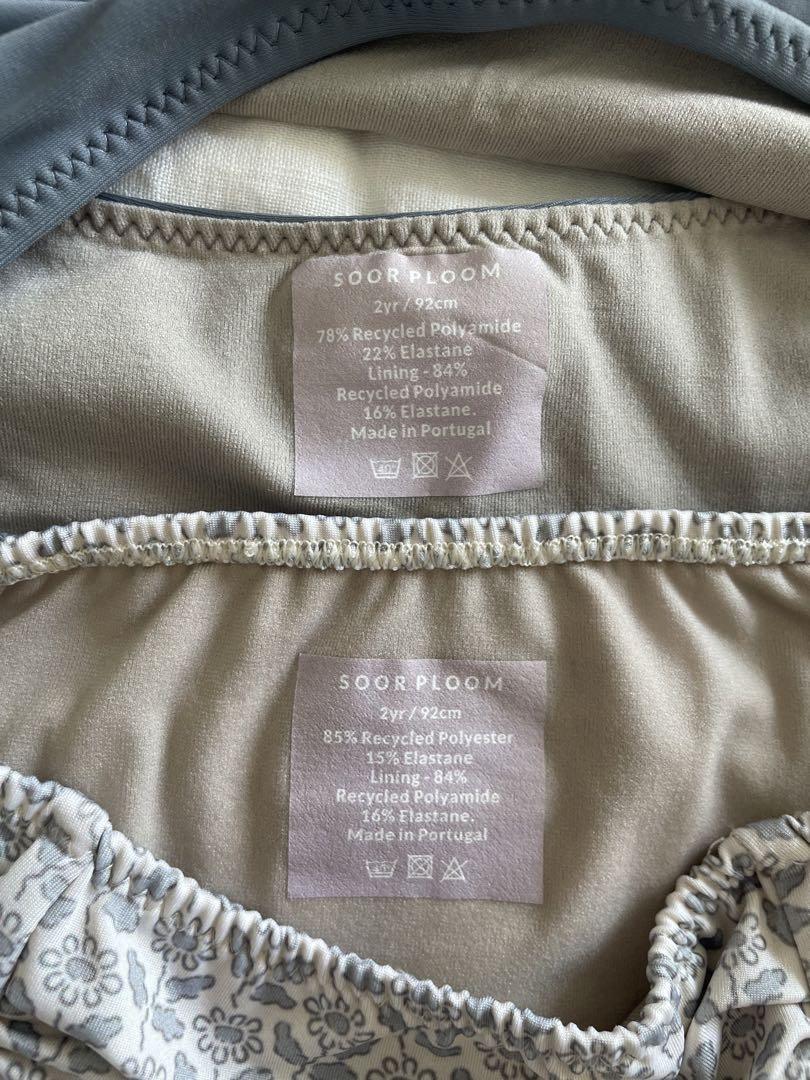 SOOR PLOOM
2yr / 92cm
78% Recycled Polyamide
22% Elastane
Lining - 84%
Recycled Polyamide
16% Elastane.
Made in Portugal
SOOR PLOOM
2yr / 92cm
85% Recycled Polyester
15% Elastane
Lining - 84%
Recycled Polyamide
16% Elastane.
Made in Portugal